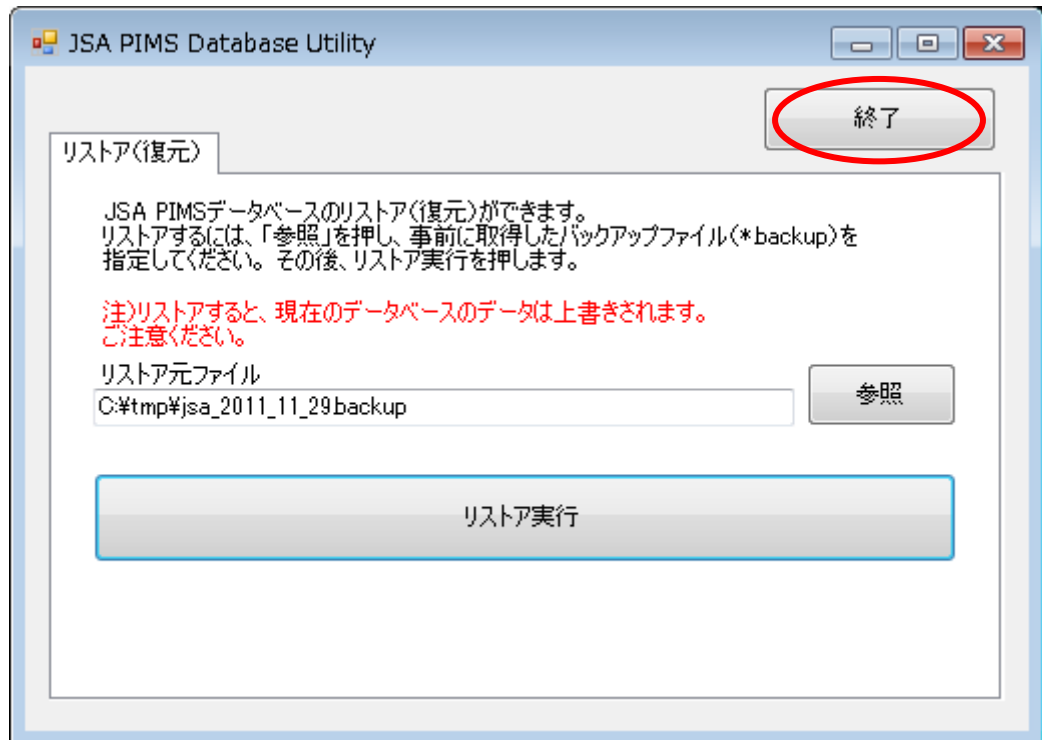 JSA PIMS Database Utility
終了
リストア(復元)
JSA PIMSデータベースのリストア(復元)ができます。
リストアするには、「参照」を押し、事前に取得したバックアップファイル(*.backup)を
指定してください。その後、リストア実行を押します。
注)リストアすると、現在のデータベースのデータは上書きされます。
ご注意ください。
リストア元ファイル
C:¥tmp¥jsa_2011_11_29.backup
参照
リストア実行